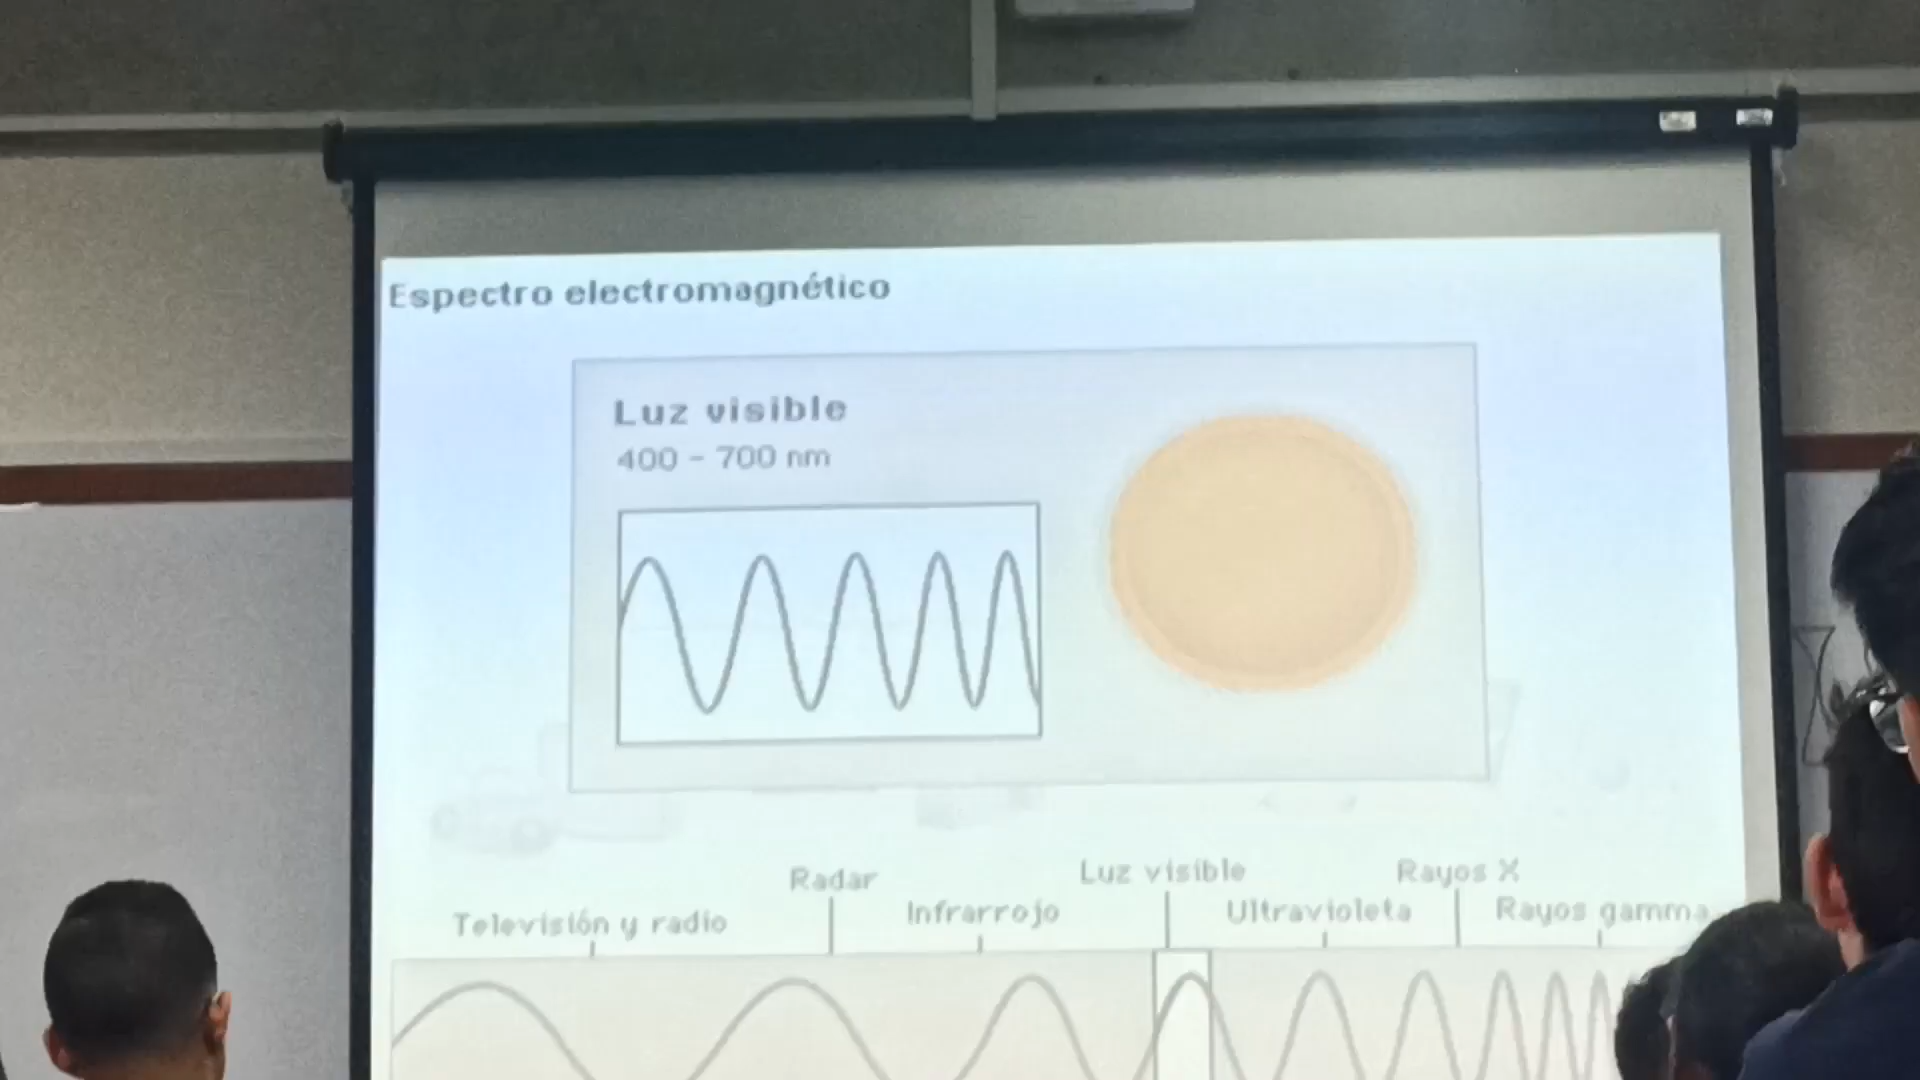 Espectro electromagnético
Luz visible
400 - 700 nm
Radar
Luz visible
Rayos X
Televisión y radio
Infrarrojo
Ultravioleta
Rayos gamma